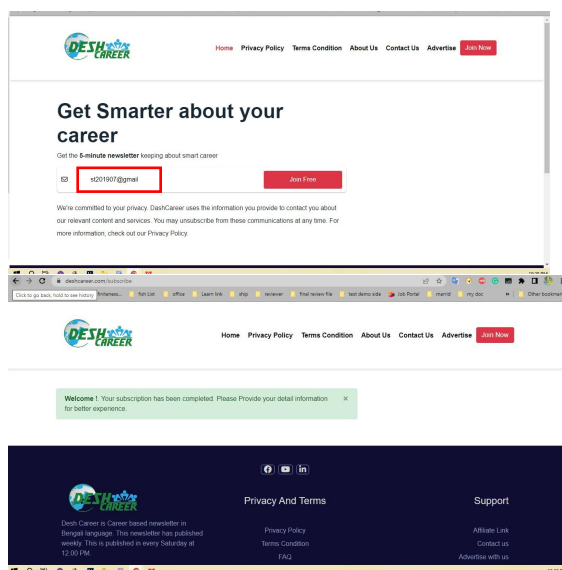 DESH
CAREER
Home Privacy Policy Terms Condition About Us Contact Us Advertise Join Now
Get Smarter about your
career
Get the 5-minute newsletter keeping about smart career
st201907@gmail Join Free
We're committed to your privacy. DashCareer uses the information you provide to contact you about
our relevant content and services. You may unsubscribe from these communications at any time. For
more information, check out our Privacy Policy.
deshcareer.com/subscribe
Click to go back, hold to see history fish List office Learn link ship reviewer final review file test demo side Job Portal my doc » Other bookmar
DESH
CAREER
Home Privacy Policy Terms Condition About Us Contact Us Advertise Join Now
Welcome ! Your subscription has been completed. Please Provide your detail information ×
for better experience.
f in
DESH
CAREER
Privacy And Terms Support
Desh Career is Career based newsletter in
Bengali language. This newsletter has published
weekly. This is published in every Saturday at
12.00 PM.
Privacy Policy
Terms Condition
FAQ
Affiliate Link
Contact us
Advertise with us